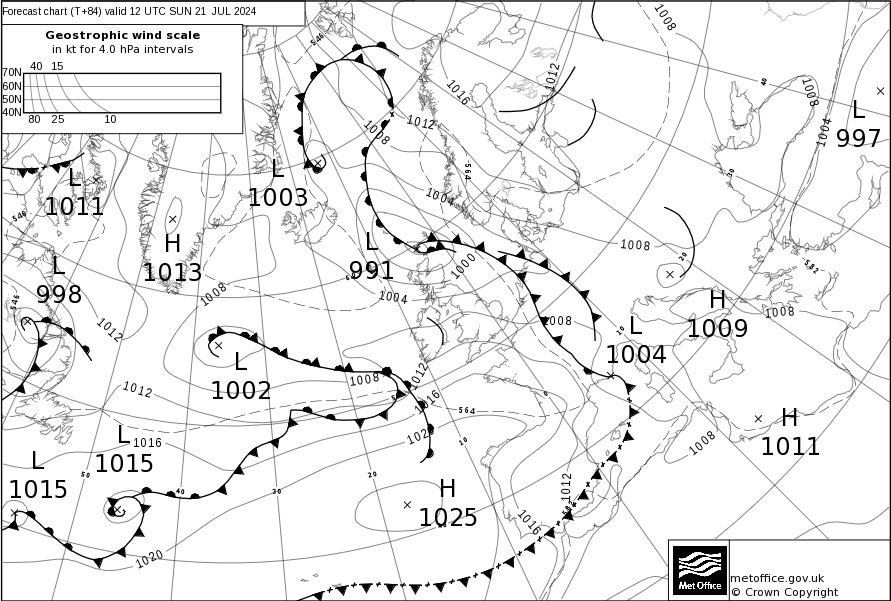 Forecast chart (T+84) valid 12 UTC SUN 21 JUL 2024
Geostrophic wind scale
in kt for 4.0 hPa intervals
40 15
70N
60N
50N
40N
80 25 10
546
1008
1016
1012
1008
40
L
997
1004
1008
1012
564
30
L
1003
L
1011
546
H
1013
1004
L
991
1008
20
L
998
546
1008
1000
1004
582
H
1009
1008
1012
1008
10
L
1004
L
1002
1008
1012
1012
1016
564
0
H
1011
L
1015
1016
1020
10
1008
L
1015
50
40
30
20
H
1025
1012
1016
1020
Met Office
metoffice.gov.uk
© Crown Copyright